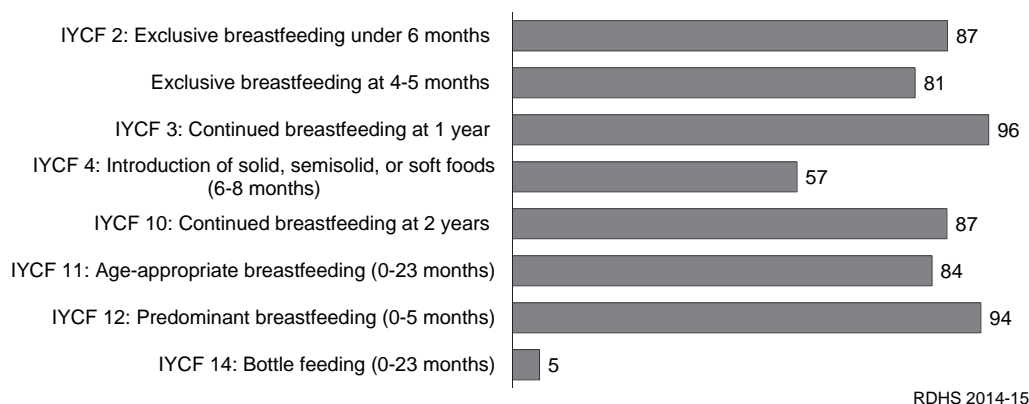 IYCF 2: Exclusive breastfeeding under 6 months 87
Exclusive breastfeeding at 4-5 months 81
IYCF 3: Continued breastfeeding at 1 year 96
IYCF 4: Introduction of solid, semisolid, or soft foods
(6-8 months) 57
IYCF 10: Continued breastfeeding at 2 years 87
IYCF 11: Age-appropriate breastfeeding (0-23 months) 84
IYCF 12: Predominant breastfeeding (0-5 months) 94
IYCF 14: Bottle feeding (0-23 months) 5
RDHS 2014-15